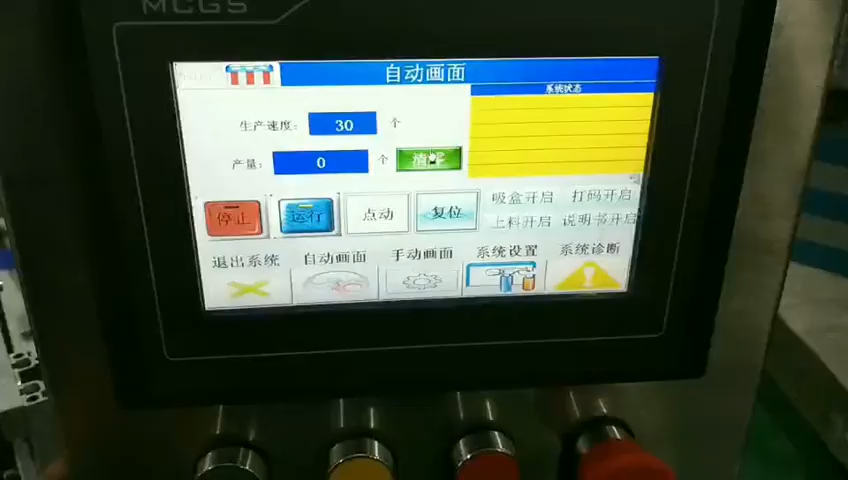 MCGS
自动画面
系统状态
生产速度: 30 个
产量: 0 个 清零
停止 运行 点动 复位
吸盒开启 打码开启
上料开启 说明书开启
退出系统 自动画面 手动画面 系统设置 系统诊断